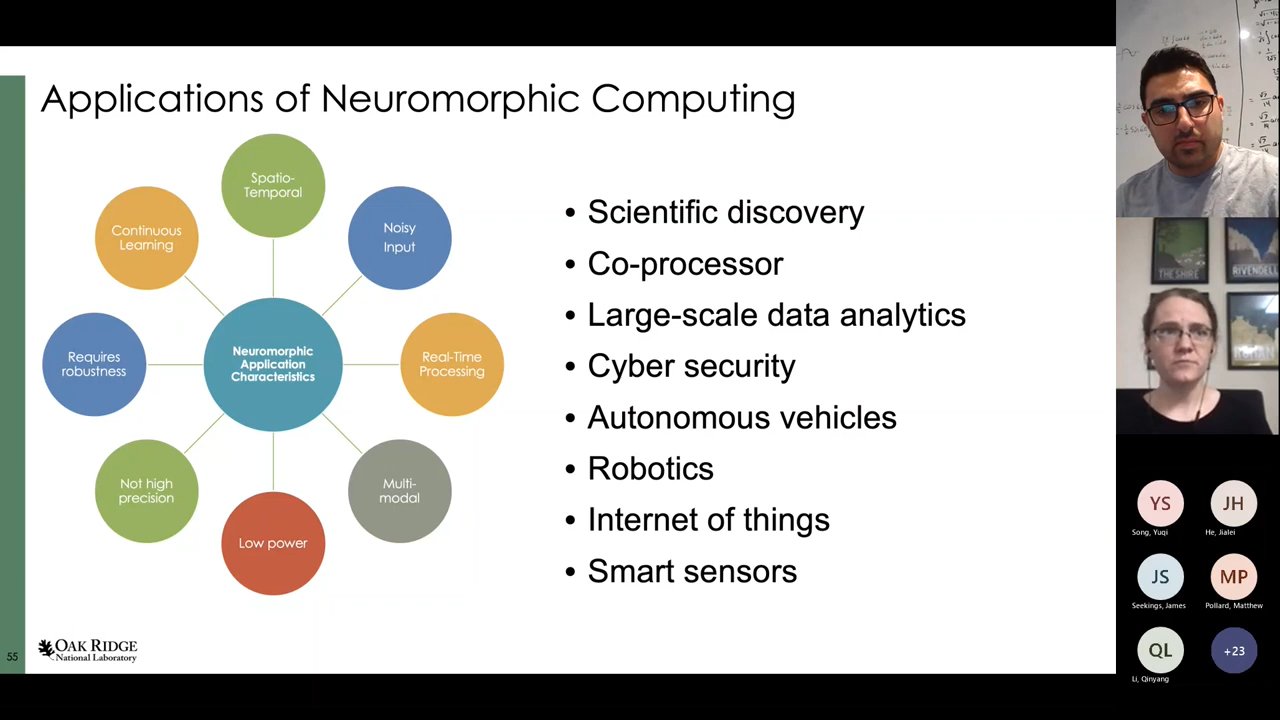 Applications of Neuromorphic Computing
Spatio-
Temporal
Continuous
Learning
Noisy
Input
Requires
robustness
Neuromorphic
Application
Characteristics
Real-Time
Processing
Not high
precision
Multi-
modal
Low power
• Scientific discovery
• Co-processor
• Large-scale data analytics
• Cyber security
• Autonomous vehicles
• Robotics
• Internet of things
• Smart sensors
55
OAK RIDGE
National Laboratory
THE SHIRE
RIVENDELL
YS
JH
Song, Yuqi
He, Jialei
JS
MP
Seekings, James
Pollard, Matthew
QL
+23
Li, Qinyang